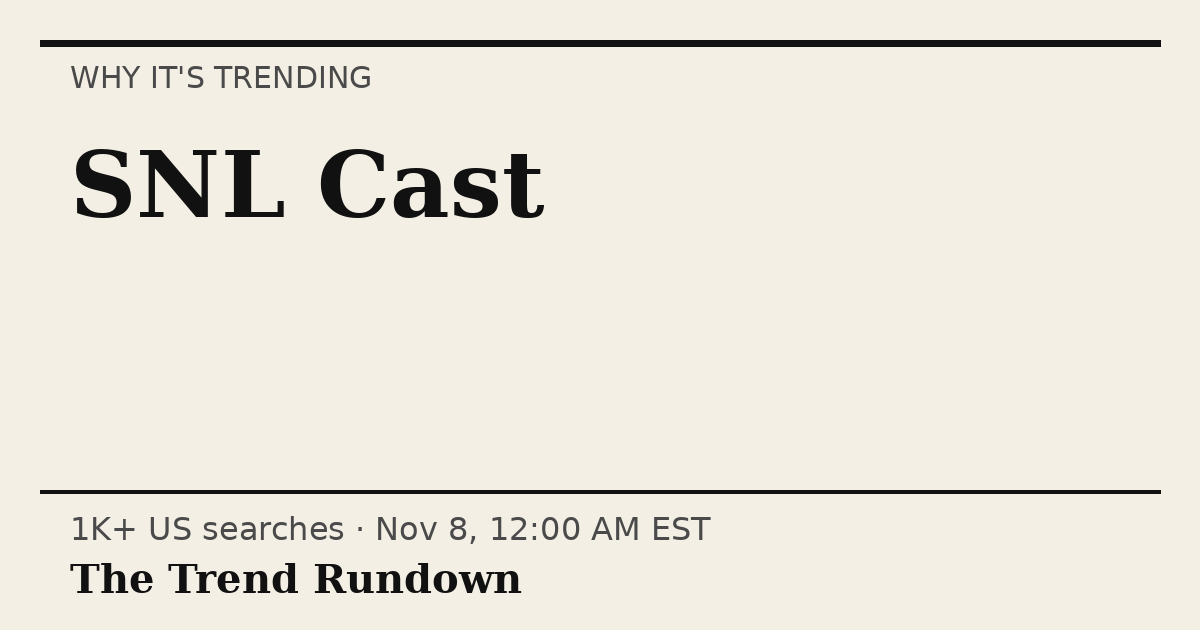 WHY IT'S TRENDING
SNL Cast
1K+ US searches · Nov 8, 12:00 AM EST
The Trend Rundown